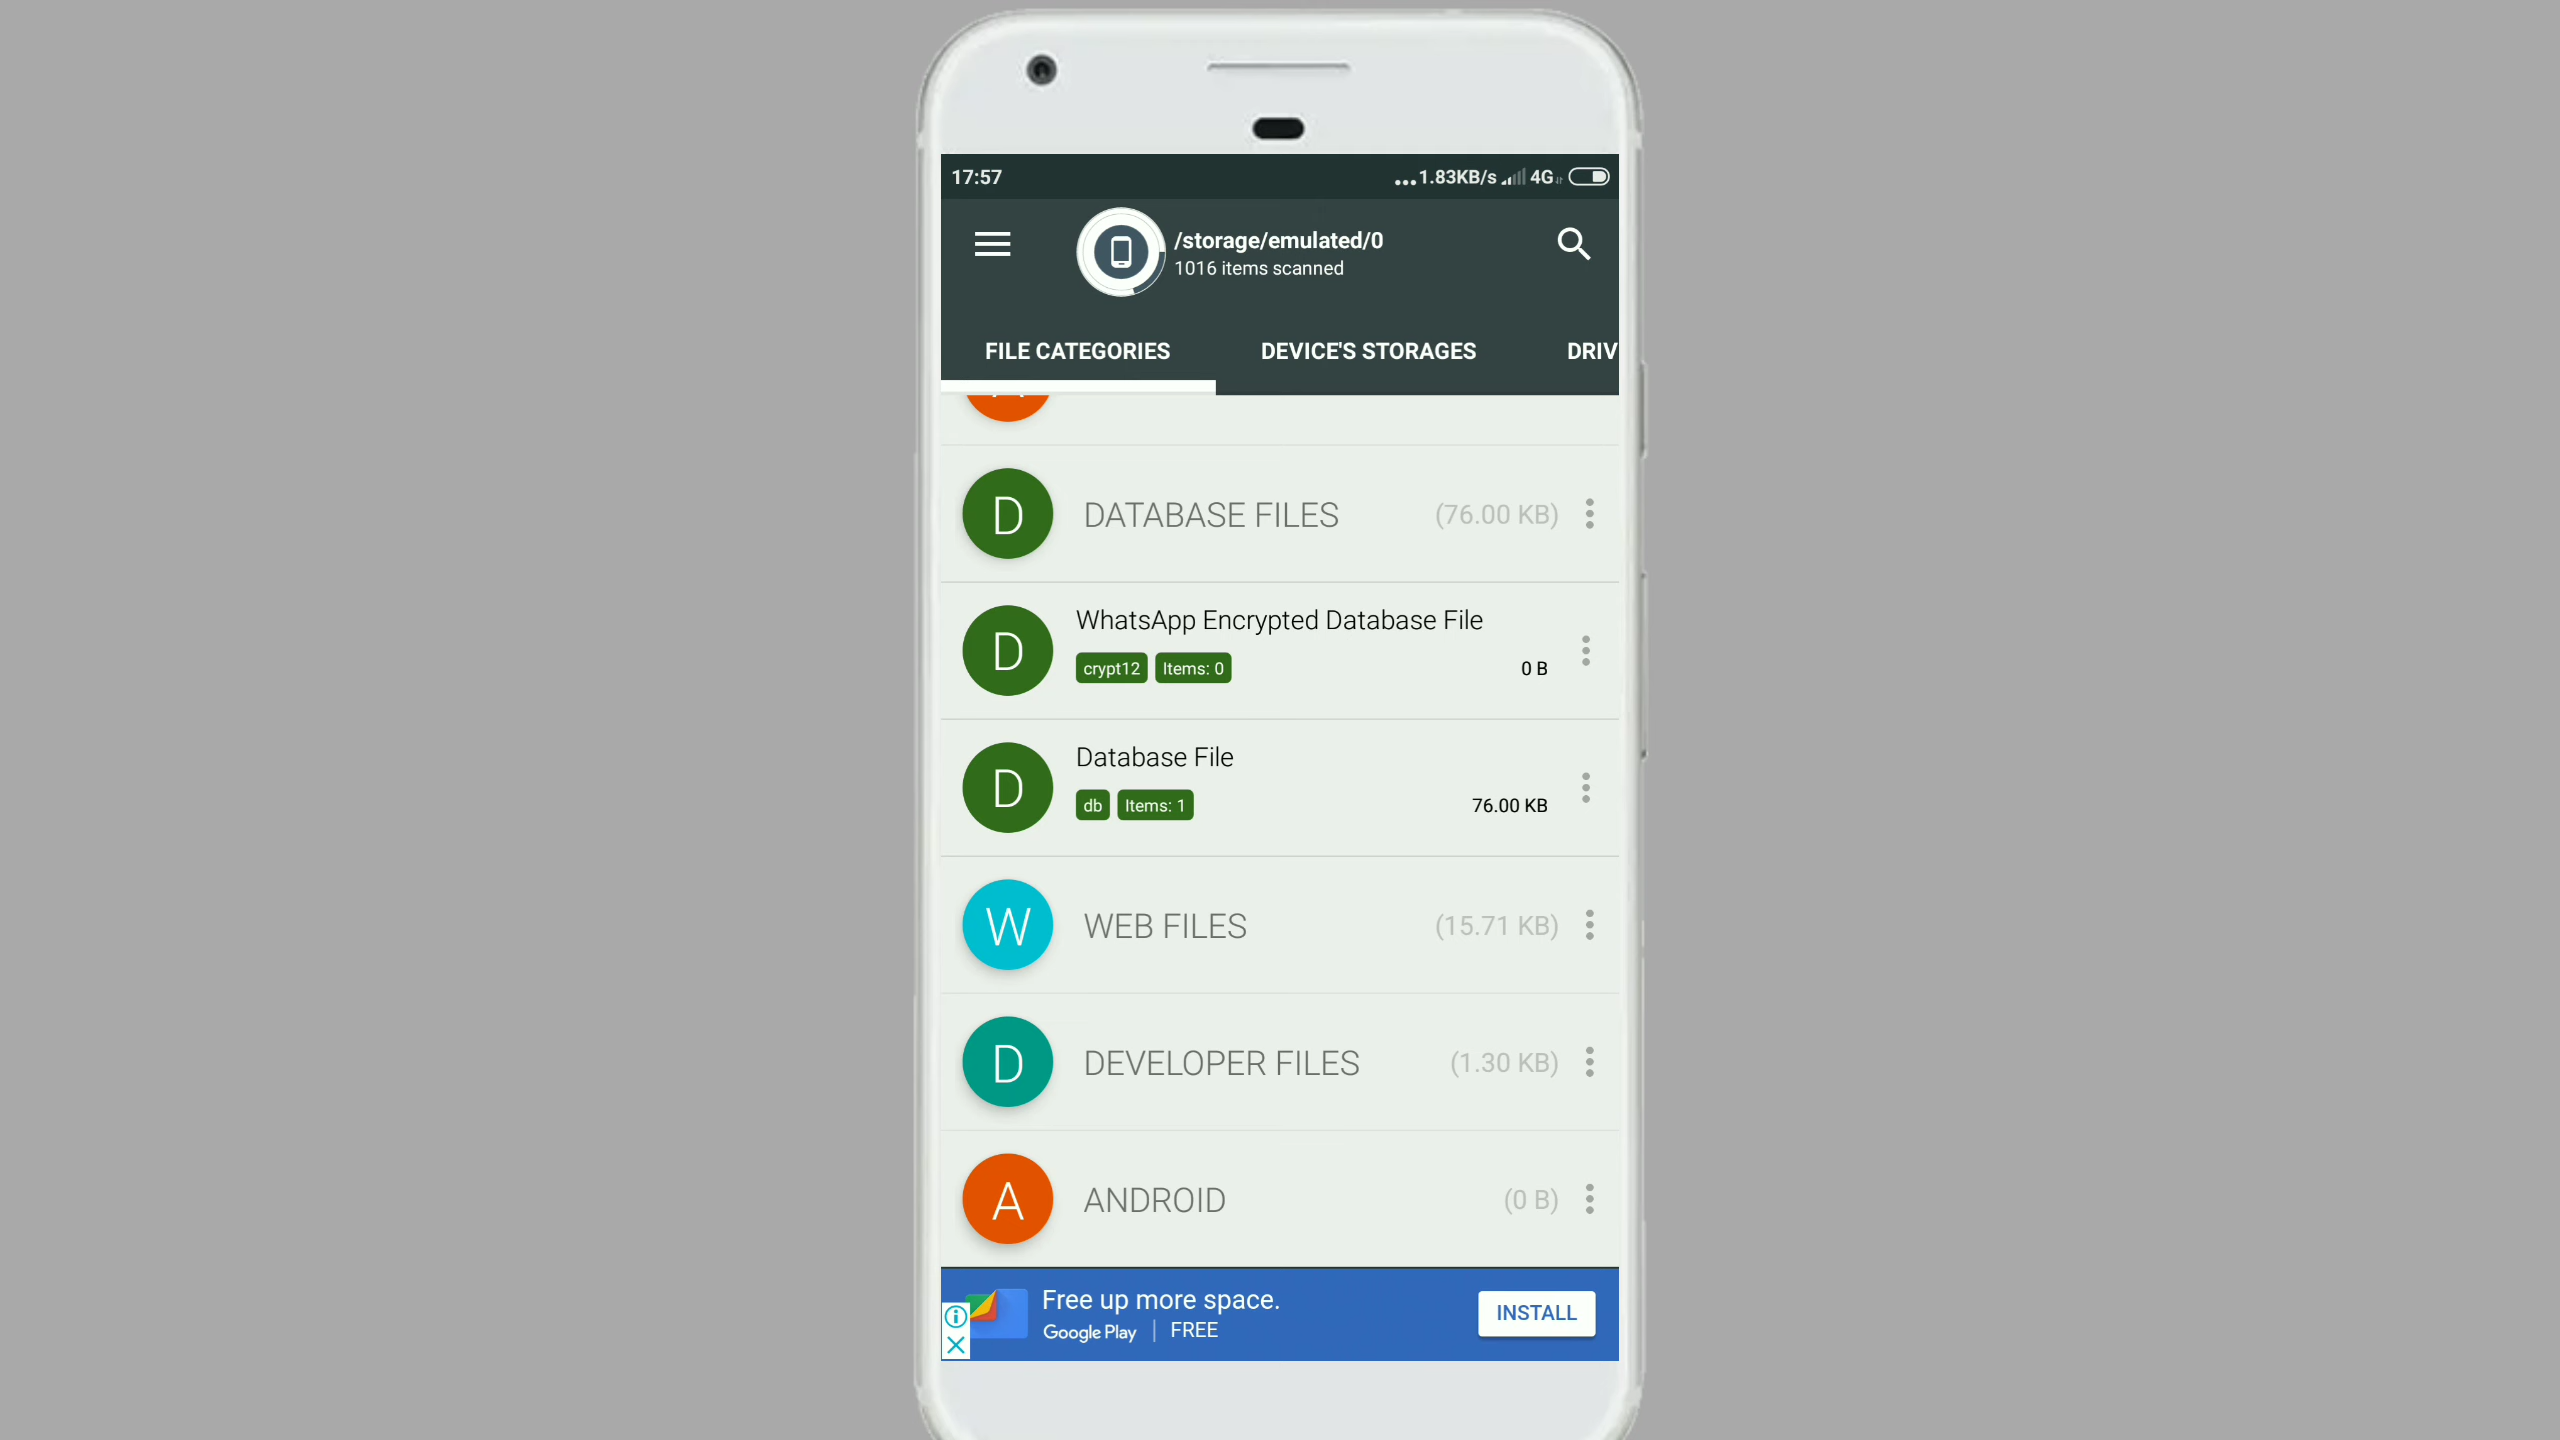 17:57
...1.83KB/s 4G
/storage/emulated/0
1016 items scanned
FILE CATEGORIES DEVICE'S STORAGES DRIV
D DATABASE FILES (76.00 KB)
D WhatsApp Encrypted Database File
crypt12 Items: 0 0 B
D Database File
db Items: 1 76.00 KB
W WEB FILES (15.71 KB)
D DEVELOPER FILES (1.30 KB)
A ANDROID (0 B)
Free up more space.
Google Play | FREE
INSTALL